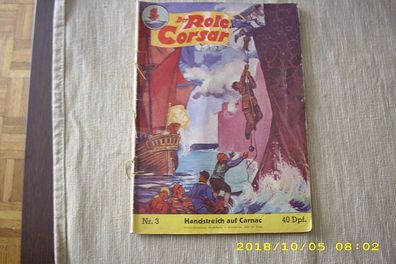 Der Rote
Corsar
Nr. 3
Handstreich auf Carnac
40 Dpf.
2018/10/05 08:02